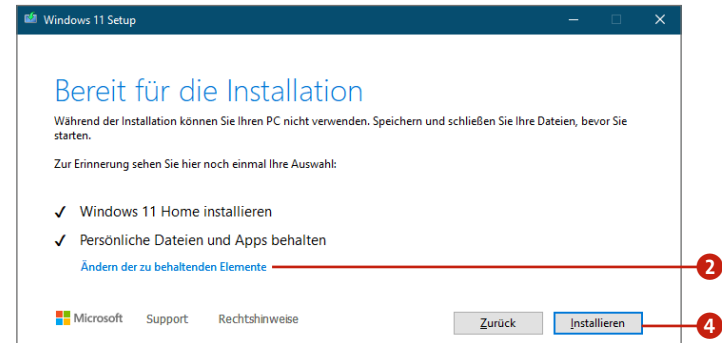 Windows 11 Setup
Bereit für die Installation
Während der Installation können Sie Ihren PC nicht verwenden. Speichern und schließen Sie Ihre Dateien, bevor Sie
starten.
Zur Erinnerung sehen Sie hier noch einmal Ihre Auswahl:
✓ Windows 11 Home installieren
✓ Persönliche Dateien und Apps behalten
Ändern der zu behaltenden Elemente 2
Microsoft Support Rechtshinweise Zurück Installieren 4